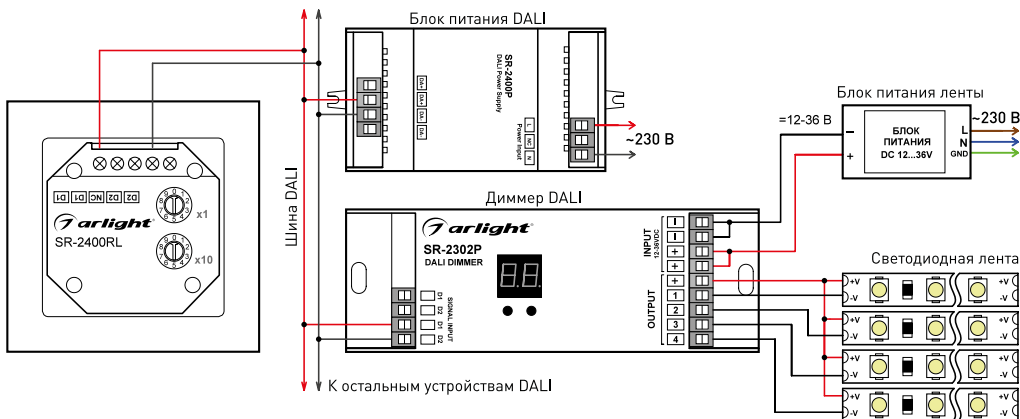 Блок питания DALI
SR-2400P
DALI Power Supply
DA+
DA+
DA-
DA-
L
NC
N
Power Input
~230 В
Шина DALI
D1 D1 NC D2 D2
arlight
SR-2400RL
x1
x10
Блок питания ленты
=12-36 В
–
+
БЛОК
ПИТАНИЯ
DC 12...36V
L
N
GND
~230 В
Диммер DALI
arlight
SR-2302P
DALI DIMMER
D1
D2
D1
D2
SIGNAL INPUT
INPUT
12-36VDC
–
–
+
+
OUTPUT
+
1
2
3
4
Светодиодная лента
+V
-V
+V
-V
+V
-V
+V
-V
+V
-V
+V
-V
+V
-V
+V
-V
К остальным устройствам DALI